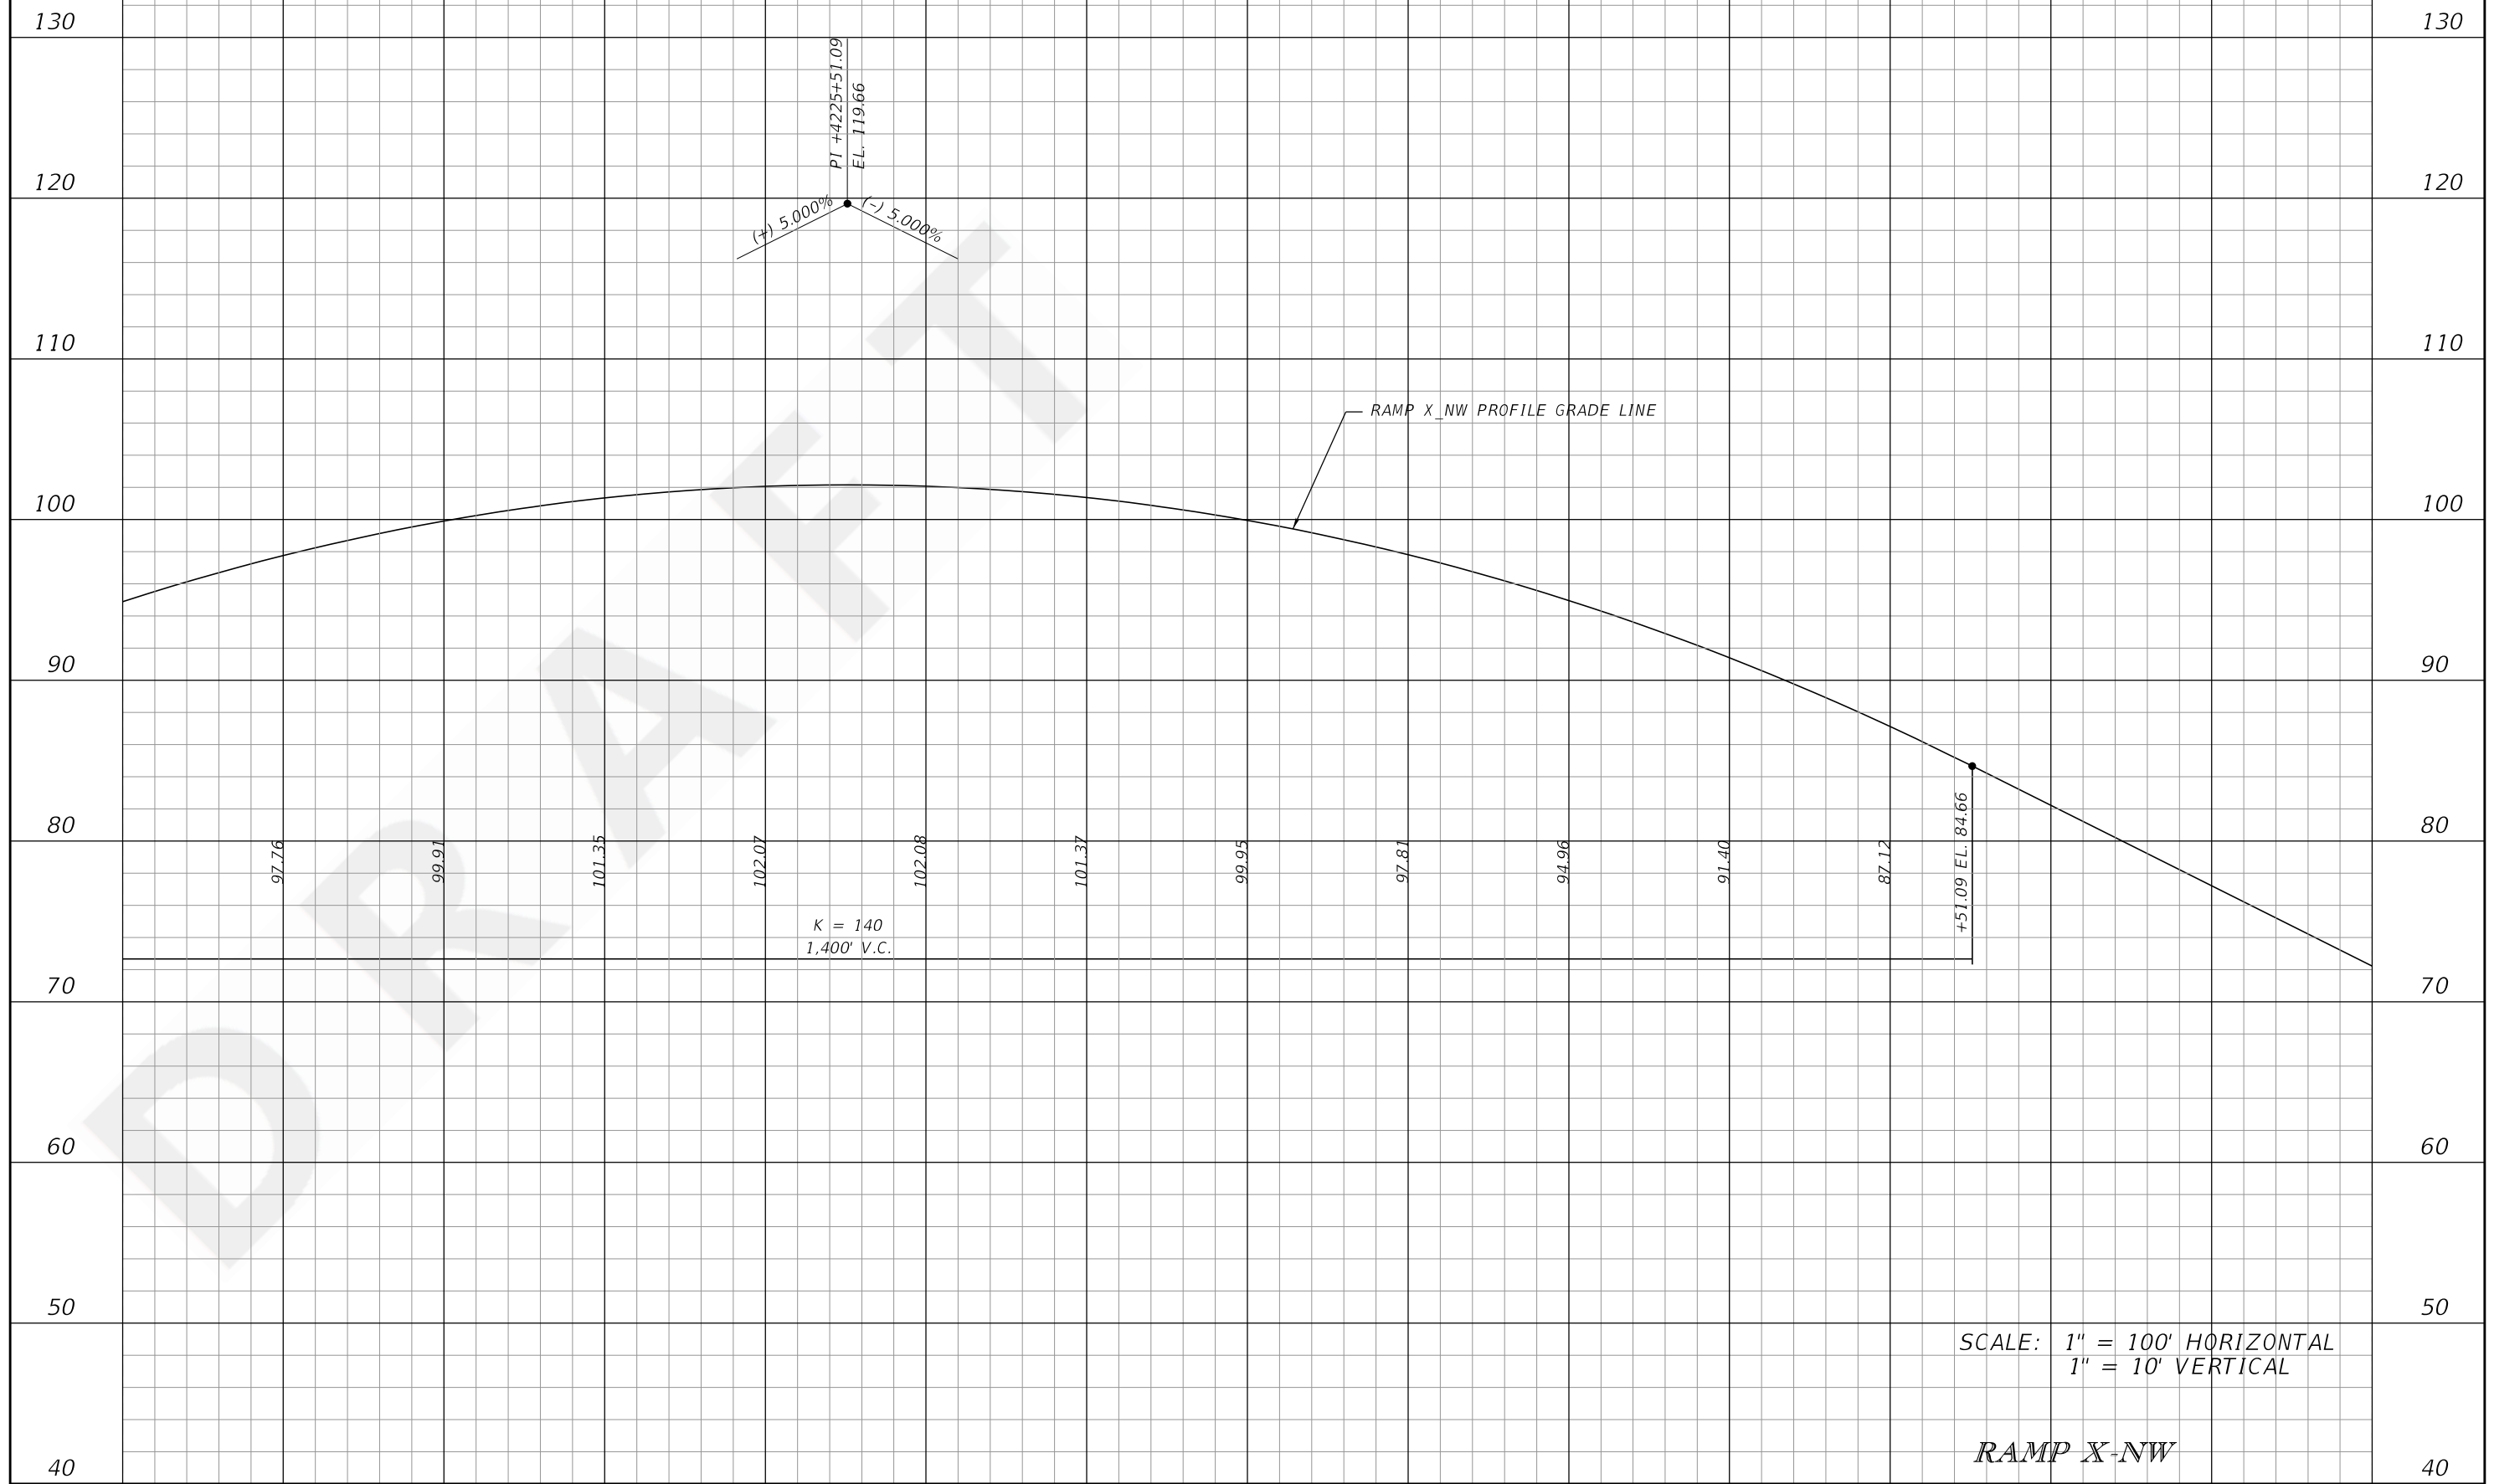 130 130
PI +4225+51.09
EL. 119.66
120 120
(+) 5.000%
(-) 5.000%
110 110
RAMP X_NW PROFILE GRADE LINE
100 100
90 90
80 80
97.76
99.91
101.35
102.07
102.08
101.37
99.95
97.81
94.96
91.40
87.12
+51.09 EL. 84.66
K = 140
1,400' V.C.
70 70
60 60
50 50
SCALE: 1" = 100' HORIZONTAL
1" = 10' VERTICAL
RAMP X-NW
40 40
DRAFT